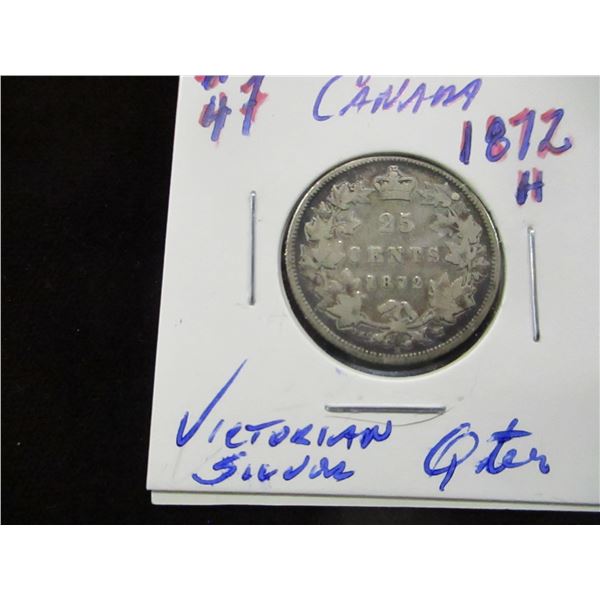 47
CANADA
1872
H
25
CENTS
1872
VICTORIAN
SILVER
Qter